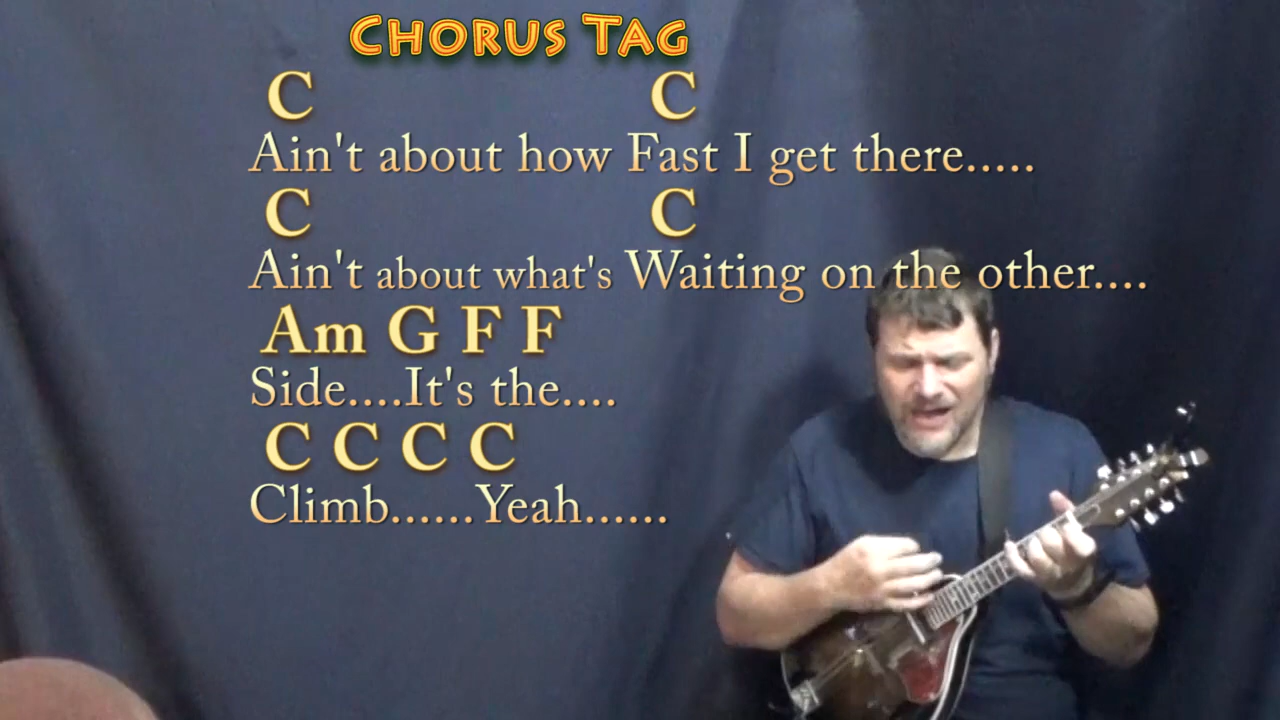 Chorus Tag
C C
Ain't about how Fast I get there.....
C C
Ain't about what's Waiting on the other....
Am G F F
Side....It's the....
C C C C
Climb......Yeah......